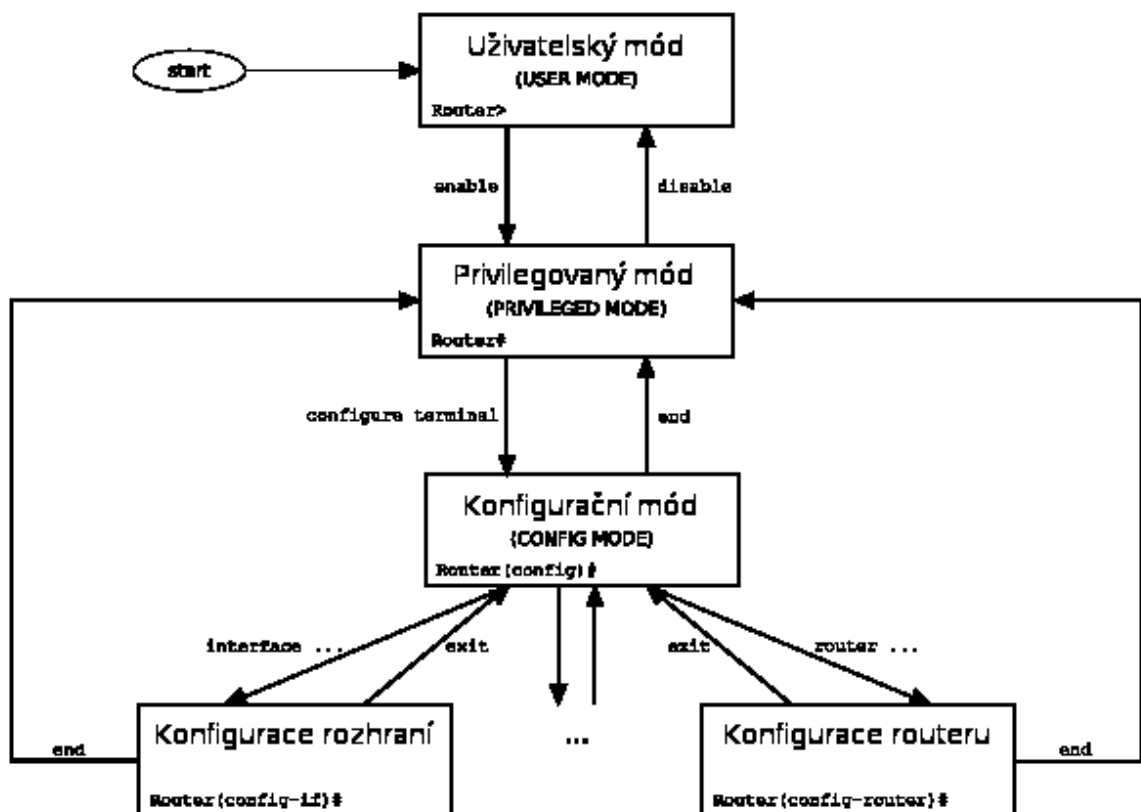 Uživatelský mód
start
(USER MODE)
Router>
enable
disable
Privilegovaný mód
(PRIVILEGED MODE)
Router#
configure terminal
end
Konfigurační mód
(CONFIG MODE)
Router(config)#
interface ...
exit
exit
router ...
Konfigurace rozhraní
...
Konfigurace routeru
end
end
Router(config-if)#
Router(config-router)#